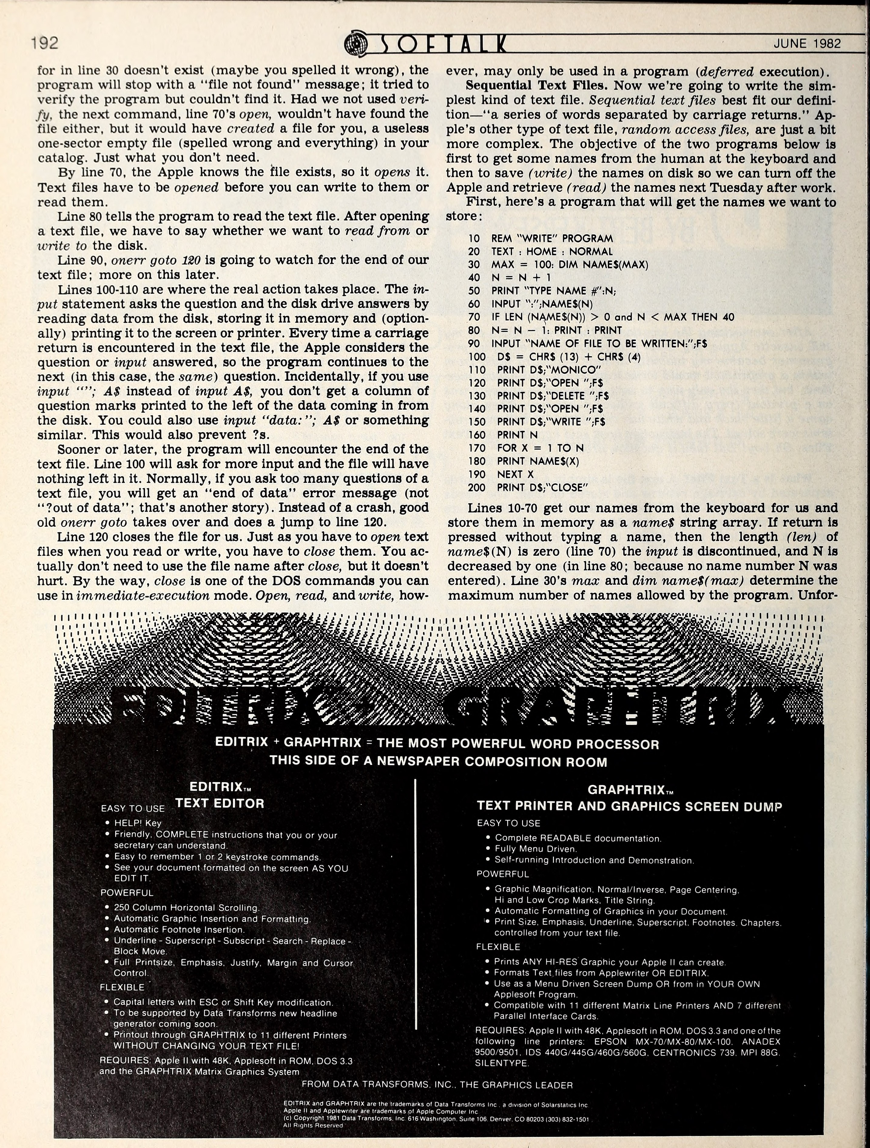 192
SOFTALK
JUNE 1982
for in line 30 doesn't exist (maybe you spelled it wrong), the
program will stop with a "file not found" message; it tried to
verify the program but couldn't find it. Had we not used veri-
fy, the next command, line 70's open, wouldn't have found the
file either, but it would have created a file for you, a useless
one-sector empty file (spelled wrong and everything) in your
catalog. Just what you don't need.
By line 70, the Apple knows the file exists, so it opens it.
Text files have to be opened before you can write to them or
read them.
Line 80 tells the program to read the text file. After opening
a text file, we have to say whether we want to read from or
write to the disk.
Line 90, onerr goto 120 is going to watch for the end of our
text file; more on this later.
Lines 100-110 are where the real action takes place. The in-
put statement asks the question and the disk drive answers by
reading data from the disk, storing it in memory and (option-
ally) printing it to the screen or printer. Every time a carriage
return is encountered in the text file, the Apple considers the
question or input answered, so the program continues to the
next (in this case, the same) question. Incidentally, if you use
input ""; A$ instead of input A$, you don't get a column of
question marks printed to the left of the data coming in from
the disk. You could also use input "data:"; A$ or something
similar. This would also prevent ?s.
Sooner or later, the program will encounter the end of the
text file. Line 100 will ask for more input and the file will have
nothing left in it. Normally, if you ask too many questions of a
text file, you will get an "end of data" error message (not
"?out of data"; that's another story). Instead of a crash, good
old onerr goto takes over and does a jump to line 120.
Line 120 closes the file for us. Just as you have to open text
files when you read or write, you have to close them. You ac-
tually don't need to use the file name after close, but it doesn't
hurt. By the way, close is one of the DOS commands you can
use in immediate-execution mode. Open, read, and write, how-
ever, may only be used in a program (deferred execution).
Sequential Text Files. Now we're going to write the sim-
plest kind of text file. Sequential text files best fit our defini-
tion—"a series of words separated by carriage returns." Ap-
ple's other type of text file, random access files, are just a bit
more complex. The objective of the two programs below is
first to get some names from the human at the keyboard and
then to save (write) the names on disk so we can turn off the
Apple and retrieve (read) the names next Tuesday after work.
First, here's a program that will get the names we want to
store:
10 REM "WRITE" PROGRAM
20 TEXT : HOME : NORMAL
30 MAX = 100: DIM NAME$(MAX)
40 N = N + 1
50 PRINT "TYPE NAME #":N;
60 INPUT ":";NAME$(N)
70 IF LEN (NAME$(N)) > 0 and N < MAX THEN 40
80 N= N - 1: PRINT : PRINT
90 INPUT "NAME OF FILE TO BE WRITTEN:";F$
100 D$ = CHR$ (13) + CHR$ (4)
110 PRINT D$;"MONICO"
120 PRINT D$;"OPEN ";F$
130 PRINT D$;"DELETE ";F$
140 PRINT D$;"OPEN ";F$
150 PRINT D$;"WRITE ";F$
160 PRINT N
170 FOR X = 1 TO N
180 PRINT NAME$(X)
190 NEXT X
200 PRINT D$;"CLOSE"
Lines 10-70 get our names from the keyboard for us and
store them in memory as a name$ string array. If return is
pressed without typing a name, then the length (len) of
name$(N) is zero (line 70) the input is discontinued, and N is
decreased by one (in line 80; because no name number N was
entered). Line 30's max and dim name$(max) determine the
maximum number of names allowed by the program. Unfor-
EDITRIX™ + GRAPHTRIX™
EDITRIX + GRAPHTRIX = THE MOST POWERFUL WORD PROCESSOR
THIS SIDE OF A NEWSPAPER COMPOSITION ROOM
EDITRIX™
TEXT EDITOR
EASY TO USE
• HELP! Key
• Friendly, COMPLETE instructions that you or your
secretary can understand.
• Easy to remember 1 or 2 keystroke commands.
• See your document formatted on the screen AS YOU
EDIT IT.
POWERFUL
• 250 Column Horizontal Scrolling.
• Automatic Graphic Insertion and Formatting.
• Automatic Footnote Insertion.
• Underline - Superscript - Subscript - Search - Replace -
Block Move.
• Full Printsize, Emphasis, Justify, Margin and Cursor
Control.
FLEXIBLE
• Capital letters with ESC or Shift Key modification.
• To be supported by Data Transforms new headline
generator coming soon.
• Printout through GRAPHTRIX to 11 different Printers
WITHOUT CHANGING YOUR TEXT FILE!
REQUIRES: Apple II with 48K, Applesoft in ROM, DOS 3.3
and the GRAPHTRIX Matrix Graphics System
GRAPHTRIX™
TEXT PRINTER AND GRAPHICS SCREEN DUMP
EASY TO USE
• Complete READABLE documentation.
• Fully Menu Driven.
• Self-running Introduction and Demonstration.
POWERFUL
• Graphic Magnification, Normal/Inverse, Page Centering,
Hi and Low Crop Marks, Title String.
• Automatic Formatting of Graphics in your Document.
• Print Size, Emphasis, Underline, Superscript, Footnotes, Chapters,
controlled from your text file.
FLEXIBLE
• Prints ANY HI-RES Graphic your Apple II can create.
• Formats Text files from Applewriter OR EDITRIX.
• Use as a Menu Driven Screen Dump OR from in YOUR OWN
Applesoft Program.
• Compatible with 11 different Matrix Line Printers AND 7 different
Parallel Interface Cards.
REQUIRES: Apple II with 48K, Applesoft in ROM, DOS 3.3 and one of the
following line printers: EPSON MX-70/MX-80/MX-100, ANADEX
9500/9501, IDS 440G/445G/460G/560G, CENTRONICS 739, MPI 88G,
SILENTYPE.
FROM DATA TRANSFORMS, INC., THE GRAPHICS LEADER
EDITRIX and GRAPHTRIX are the trademarks of Data Transforms Inc., a division of Solarstatics Inc.
Apple II and Applewriter are trademarks of Apple Computer Inc.
(c) Copyright 1981 Data Transforms, Inc. 616 Washington, Suite 106, Denver, CO 80203 (303) 832-1501
All Rights Reserved